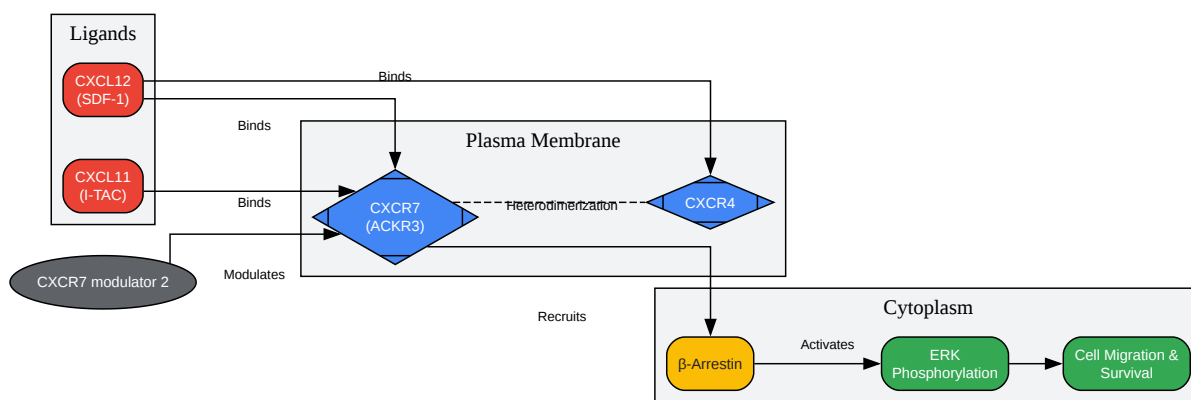 Ligands
CXCL12
(SDF-1)
Binds
Binds
Plasma Membrane
CXCL11
(I-TAC)
Binds
CXCR7
(ACKR3)
Heterodimerization
CXCR4
CXCR7 modulator 2
Modulates
Recruits
Cytoplasm
β-Arrestin
Activates
ERK
Phosphorylation
Cell Migration &
Survival